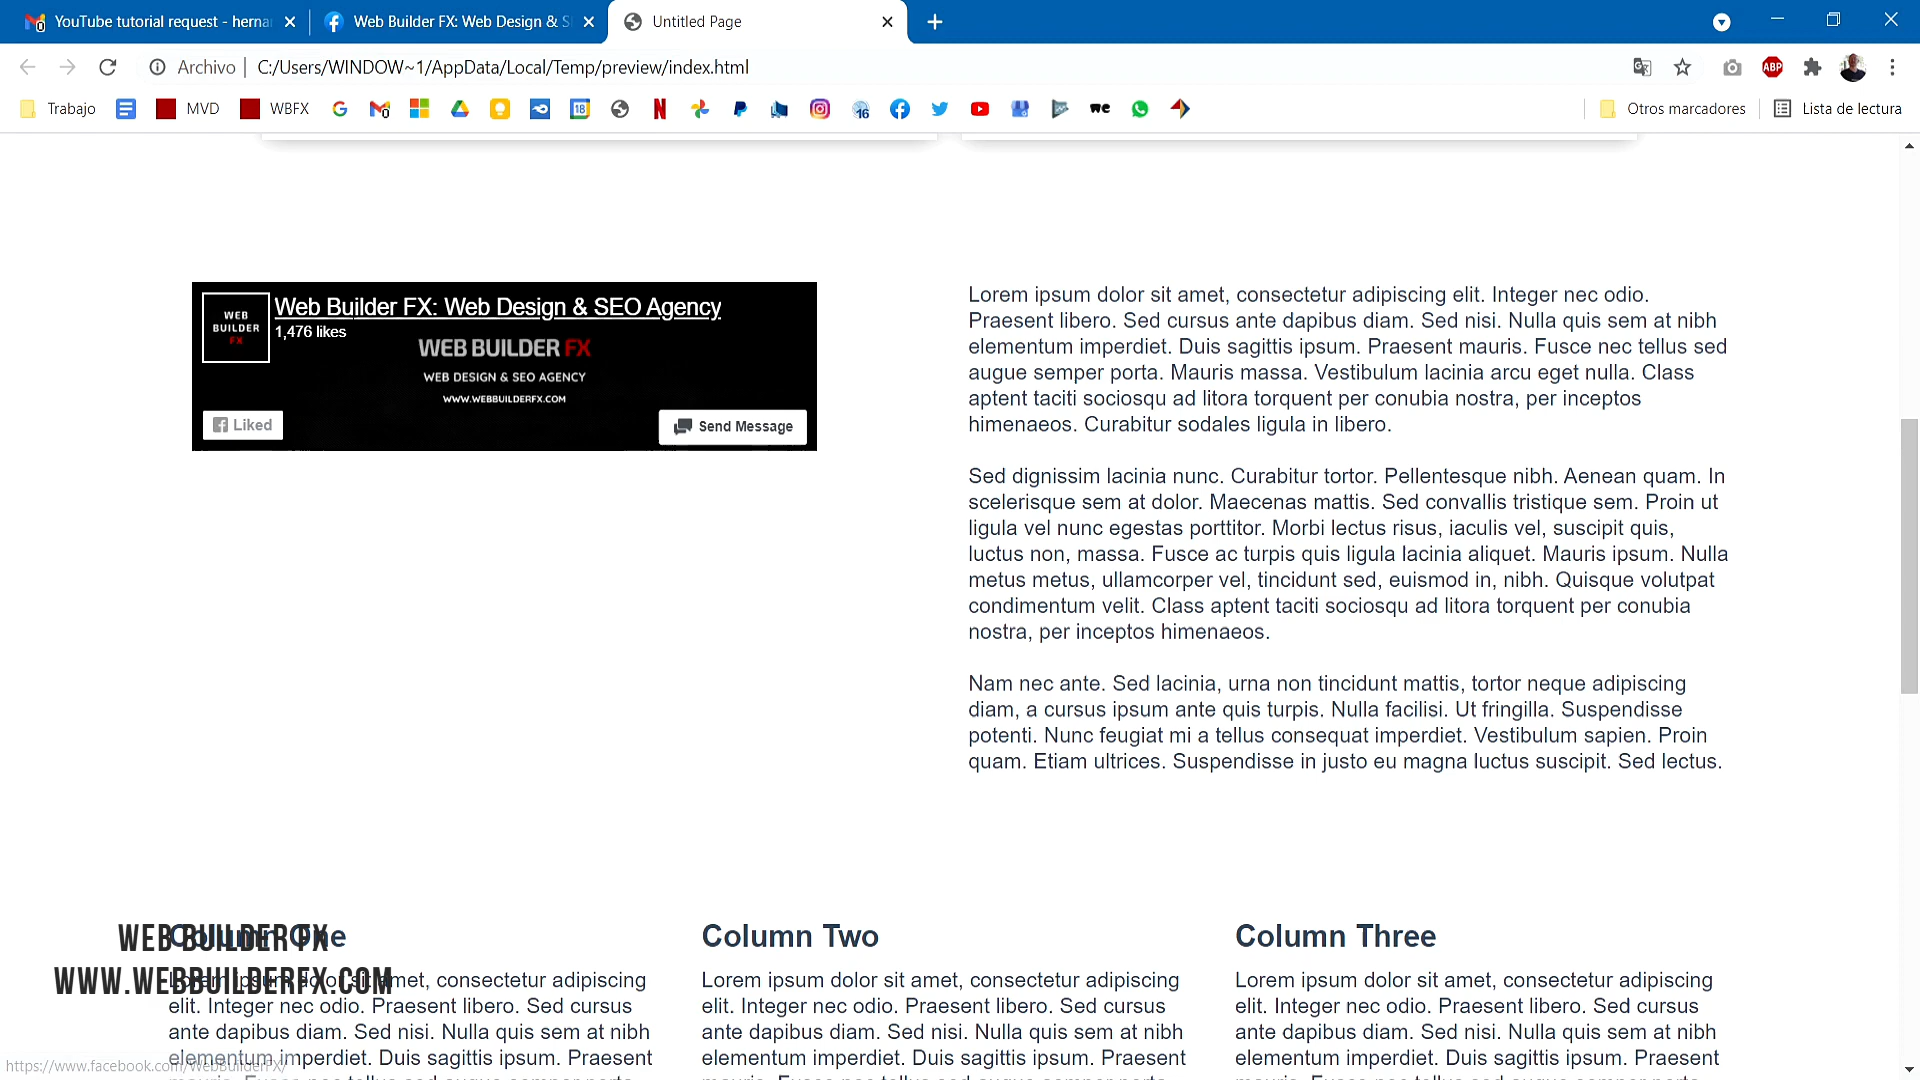 YouTube tutorial request - herna
Web Builder FX: Web Design & S
Untitled Page
Archivo
C:/Users/WINDOW~1/AppData/Local/Temp/preview/index.html
ABP
Trabajo
MVD
WBFX
18
16
Otros marcadores
Lista de lectura
WEB
BUILDER
FX
Web Builder FX: Web Design & SEO Agency
1,476 likes
WEB BUILDER FX
WEB DESIGN & SEO AGENCY
WWW.WEBBUILDERFX.COM
Liked
Send Message
Lorem ipsum dolor sit amet, consectetur adipiscing elit. Integer nec odio.
Praesent libero. Sed cursus ante dapibus diam. Sed nisi. Nulla quis sem at nibh
elementum imperdiet. Duis sagittis ipsum. Praesent mauris. Fusce nec tellus sed
augue semper porta. Mauris massa. Vestibulum lacinia arcu eget nulla. Class
aptent taciti sociosqu ad litora torquent per conubia nostra, per inceptos
himenaeos. Curabitur sodales ligula in libero.
Sed dignissim lacinia nunc. Curabitur tortor. Pellentesque nibh. Aenean quam. In
scelerisque sem at dolor. Maecenas mattis. Sed convallis tristique sem. Proin ut
ligula vel nunc egestas porttitor. Morbi lectus risus, iaculis vel, suscipit quis,
luctus non, massa. Fusce ac turpis quis ligula lacinia aliquet. Mauris ipsum. Nulla
metus metus, ullamcorper vel, tincidunt sed, euismod in, nibh. Quisque volutpat
condimentum velit. Class aptent taciti sociosqu ad litora torquent per conubia
nostra, per inceptos himenaeos.
Nam nec ante. Sed lacinia, urna non tincidunt mattis, tortor neque adipiscing
diam, a cursus ipsum ante quis turpis. Nulla facilisi. Ut fringilla. Suspendisse
potenti. Nunc feugiat mi a tellus consequat imperdiet. Vestibulum sapien. Proin
quam. Etiam ultrices. Suspendisse in justo eu magna luctus suscipit. Sed lectus.
Column One
Lorem ipsum dolor sit amet, consectetur adipiscing
elit. Integer nec odio. Praesent libero. Sed cursus
ante dapibus diam. Sed nisi. Nulla quis sem at nibh
elementum imperdiet. Duis sagittis ipsum. Praesent
Column Two
Lorem ipsum dolor sit amet, consectetur adipiscing
elit. Integer nec odio. Praesent libero. Sed cursus
ante dapibus diam. Sed nisi. Nulla quis sem at nibh
elementum imperdiet. Duis sagittis ipsum. Praesent
Column Three
Lorem ipsum dolor sit amet, consectetur adipiscing
elit. Integer nec odio. Praesent libero. Sed cursus
ante dapibus diam. Sed nisi. Nulla quis sem at nibh
elementum imperdiet. Duis sagittis ipsum. Praesent
WEB BUILDER FX
WWW.WEBBUILDERFX.COM
https://www.facebook.com/WebBuilderFX/